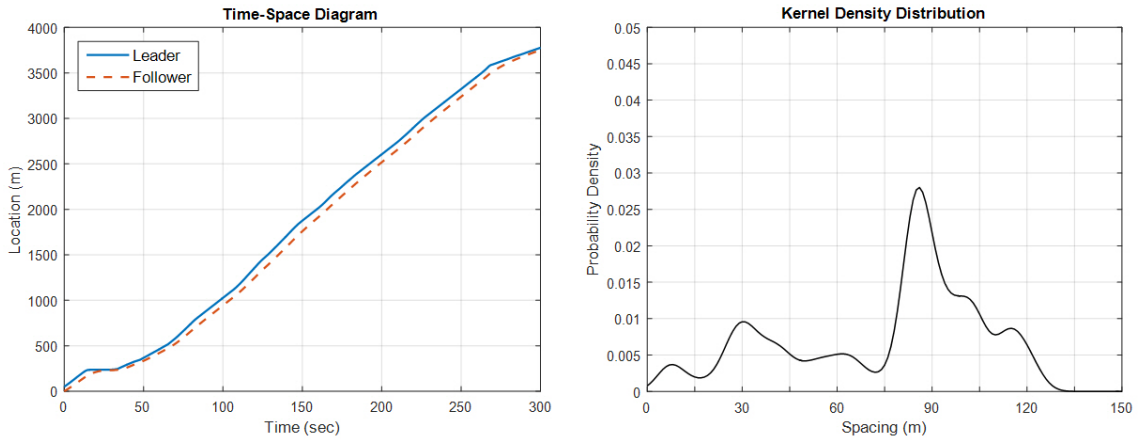 Time-Space Diagram
4000
3500
3000
2500
2000
1500
1000
500
0
Location (m)
Leader
Follower
0 50 100 150 200 250 300
Time (sec)
Kernel Density Distribution
0.05
0.045
0.04
0.035
0.03
0.025
0.02
0.015
0.01
0.005
0
Probability Density
0 30 60 90 120 150
Spacing (m)